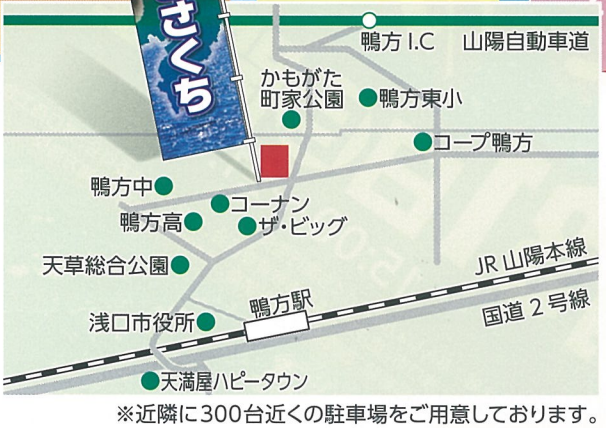 さくち
鴨方I.C
山陽自動車道
かもがた
町家公園
鴨方東小
コープ鴨方
鴨方中
コーナン
鴨方高
ザ・ビッグ
天草総合公園
JR山陽本線
鴨方駅
国道2号線
浅口市役所
天満屋ハピータウン
※近隣に300台近くの駐車場をご用意しております。